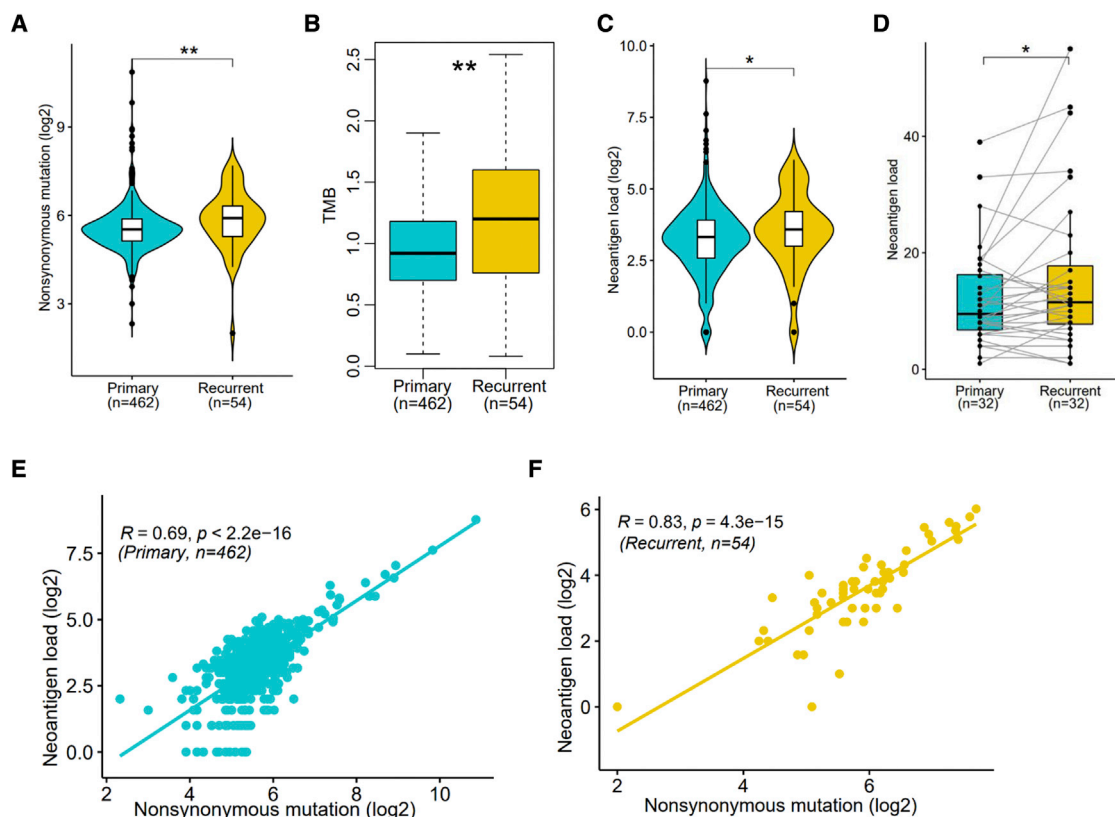 A
Nonsynonymous mutation (log2)
9
6
3
**
Primary
(n=462)
Recurrent
(n=54)
B
TMB
2.5
2.0
1.5
1.0
0.5
0.0
**
Primary
(n=462)
Recurrent
(n=54)
C
Neoantigen load (log2)
10.0
7.5
5.0
2.5
0.0
*
Primary
(n=462)
Recurrent
(n=54)
D
Neoantigen load
40
20
0
*
Primary
(n=32)
Recurrent
(n=32)
E
R = 0.69, p < 2.2e−16
(Primary, n=462)
Neoantigen load (log2)
7.5
5.0
2.5
0.0
2 4 6 8 10
Nonsynonymous mutation (log2)
F
R = 0.83, p = 4.3e−15
(Recurrent, n=54)
Neoantigen load (log2)
6
4
2
0
2 4 6
Nonsynonymous mutation (log2)